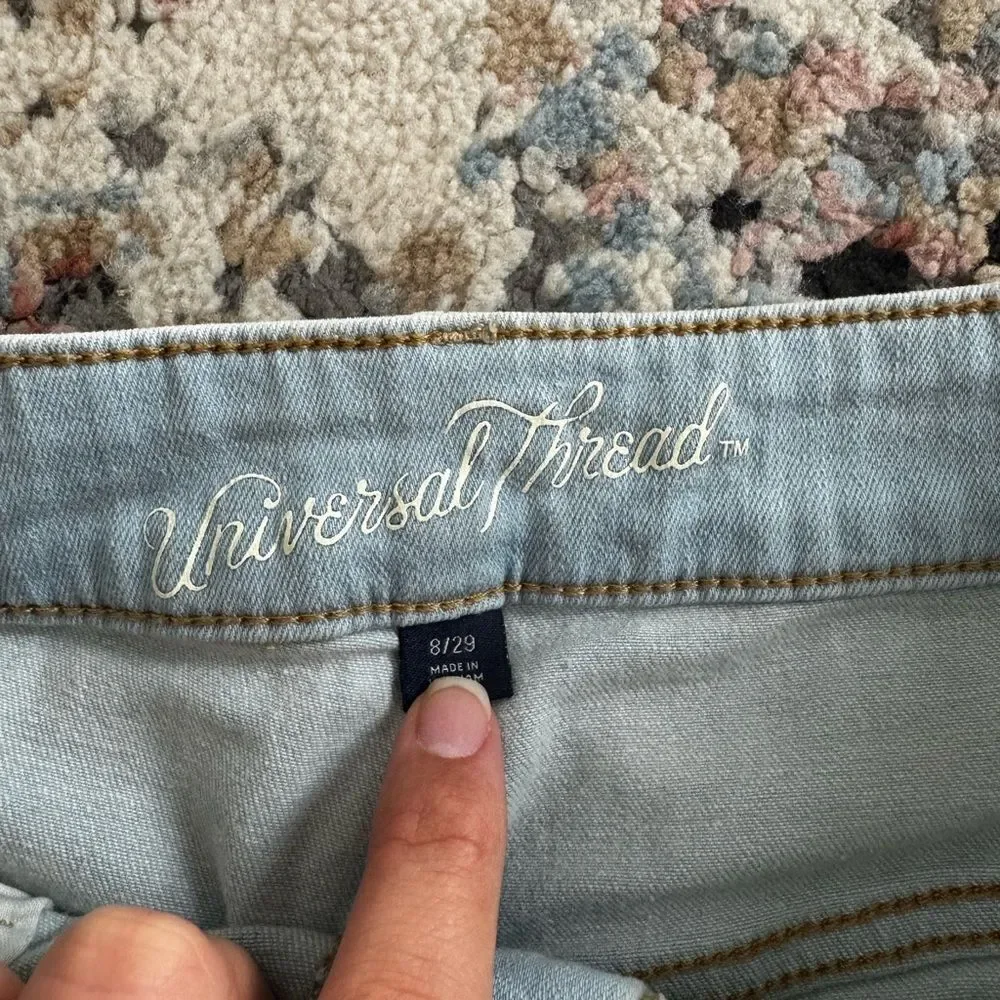 Universal Thread™
8/29
MADE IN